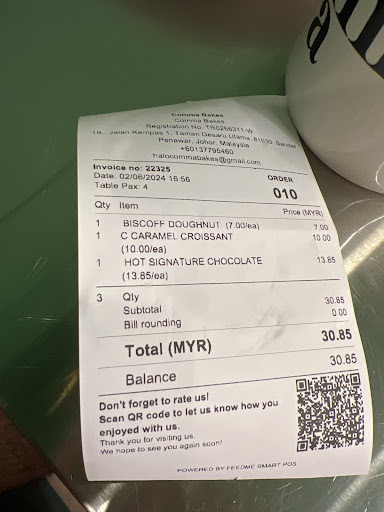 Comma Bakes
Comma Bakes
Registration No: TR0268311-W
19, Jalan Kempas 1, Taman Desaru Utama, 81930, Bandar
Penawar, Johor, Malaysia
+60137795460
halocommabakes@gmail.com
Invoice no: 22325
Date: 02/06/2024 16:56
Table Pax: 4
ORDER
010
Qty Item Price (MYR)
1 BISCOFF DOUGHNUT (7.00/ea) 7.00
1 C CARAMEL CROISSANT 10.00
(10.00/ea)
1 HOT SIGNATURE CHOCOLATE 13.85
(13.85/ea)
3 Qty
Subtotal 30.85
Bill rounding 0.00
Total (MYR) 30.85
Balance 30.85
Don't forget to rate us!
Scan QR code to let us know how you
enjoyed with us.
Thank you for visiting us.
We hope to see you again soon!
POWERED BY FEEDME SMART POS